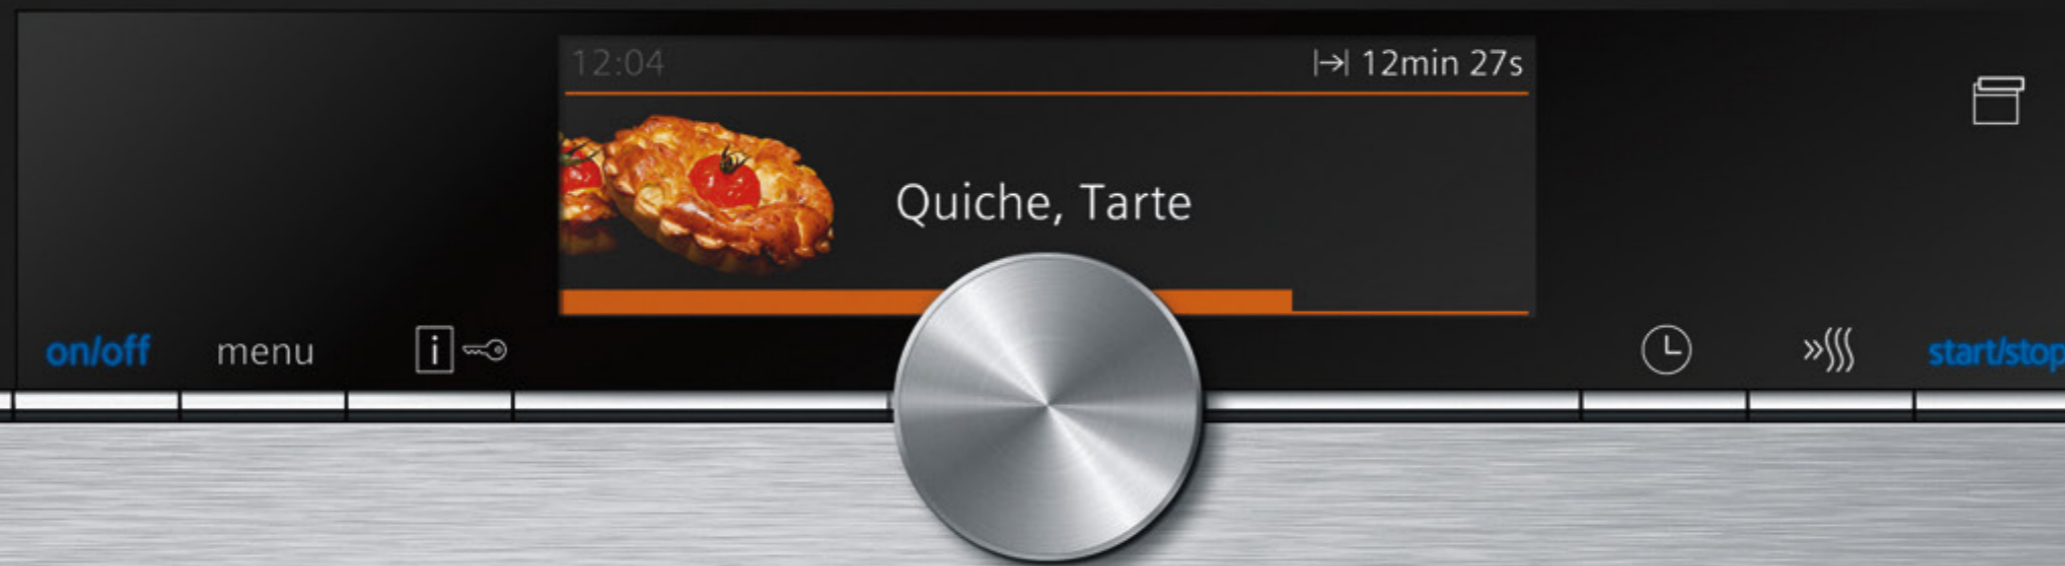 12:04
12min 27s
Quiche, Tarte
on/off
menu
i
start/stop